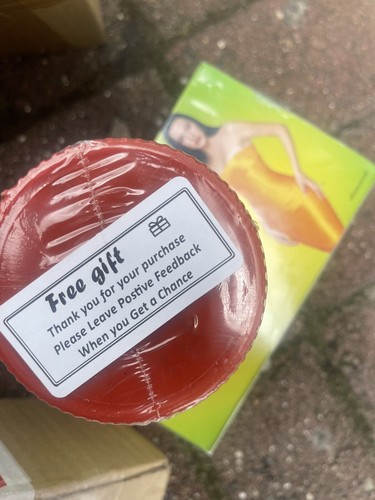 Free gift
Thank you for your purchase
Please Leave Postive Feedback
When you Get a Chance